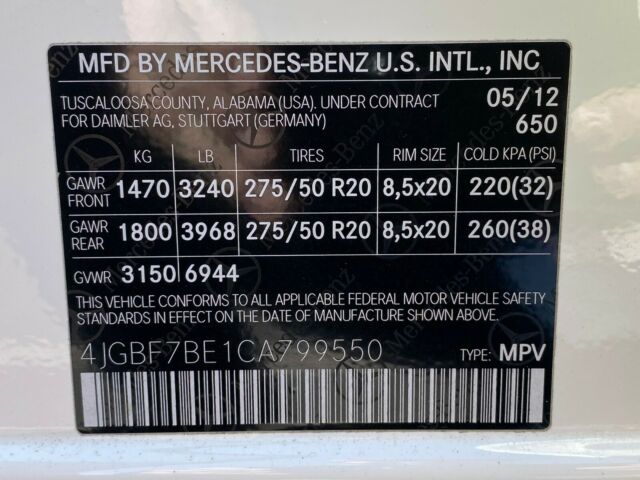 MFD BY MERCEDES-BENZ U.S. INTL., INC
TUSCALOOSA COUNTY, ALABAMA (USA). UNDER CONTRACT 05/12
FOR DAIMLER AG, STUTTGART (GERMANY) 650
KG LB TIRES RIM SIZE COLD KPA (PSI)
GAWR FRONT 1470 3240 275/50 R20 8,5x20 220(32)
GAWR REAR 1800 3968 275/50 R20 8,5x20 260(38)
GVWR 3150 6944
THIS VEHICLE CONFORMS TO ALL APPLICABLE FEDERAL MOTOR VEHICLE SAFETY
STANDARDS IN EFFECT ON THE DATE OF MANUFACTURE SHOWN ABOVE.
4JGBF7BE1CA799550 TYPE: MPV